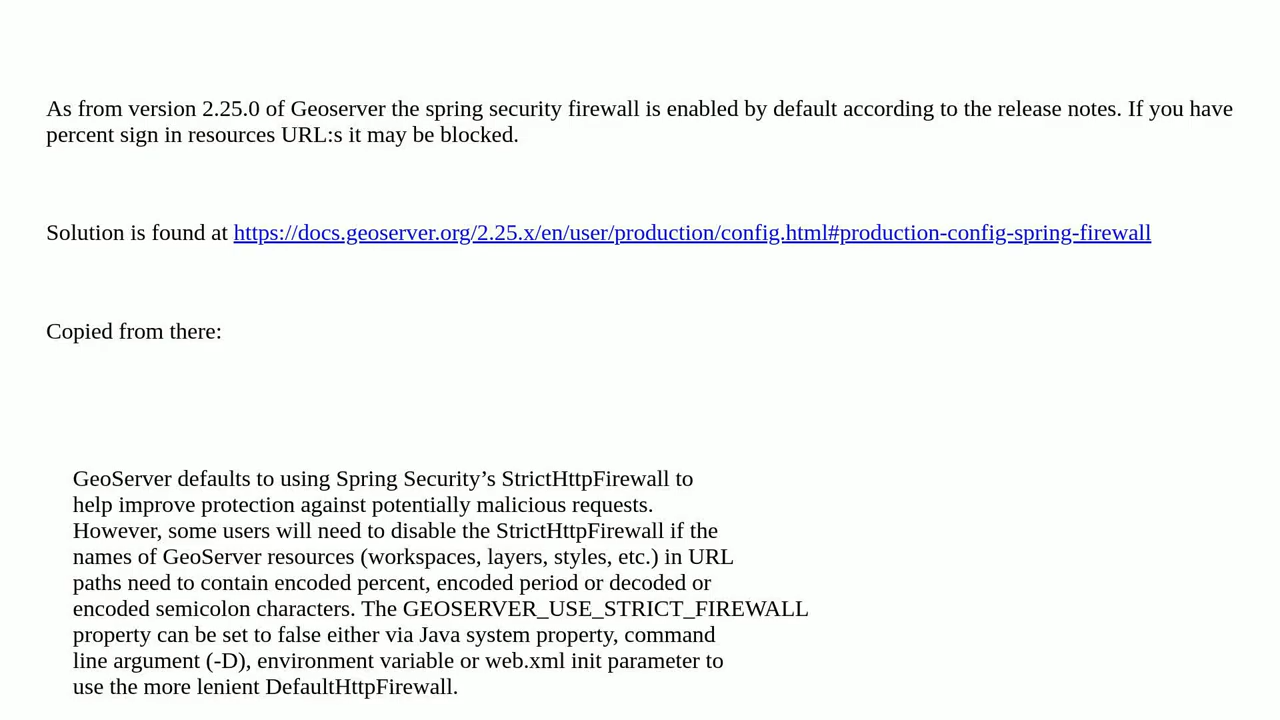 As from version 2.25.0 of Geoserver the spring security firewall is enabled by default according to the release notes. If you have
percent sign in resources URL:s it may be blocked.
Solution is found at https://docs.geoserver.org/2.25.x/en/user/production/config.html#production-config-spring-firewall
Copied from there:
GeoServer defaults to using Spring Security’s StrictHttpFirewall to
help improve protection against potentially malicious requests.
However, some users will need to disable the StrictHttpFirewall if the
names of GeoServer resources (workspaces, layers, styles, etc.) in URL
paths need to contain encoded percent, encoded period or decoded or
encoded semicolon characters. The GEOSERVER_USE_STRICT_FIREWALL
property can be set to false either via Java system property, command
line argument (-D), environment variable or web.xml init parameter to
use the more lenient DefaultHttpFirewall.